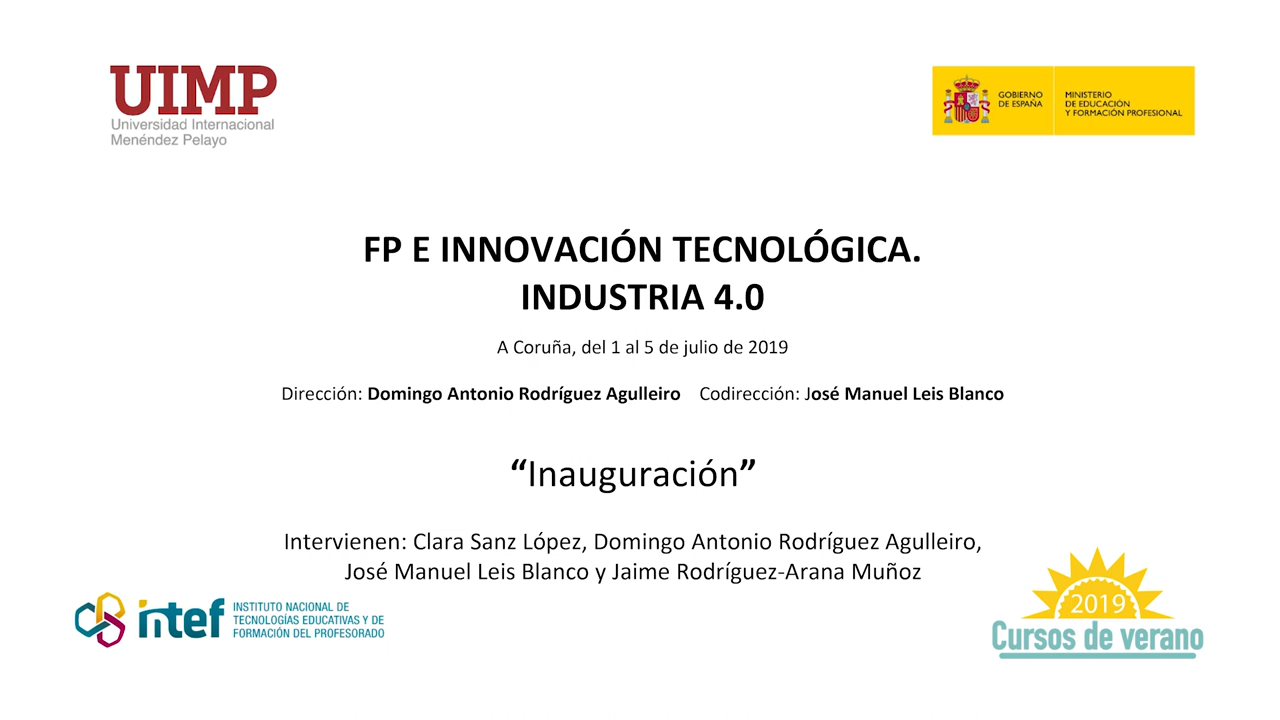 UIMP
Universidad Internacional
Menéndez Pelayo
GOBIERNO
DE ESPAÑA
MINISTERIO
DE EDUCACIÓN
Y FORMACIÓN PROFESIONAL
FP E INNOVACIÓN TECNOLÓGICA.
INDUSTRIA 4.0
A Coruña, del 1 al 5 de julio de 2019
Dirección: Domingo Antonio Rodríguez Agulleiro Codirección: José Manuel Leis Blanco
“Inauguración”
Intervienen: Clara Sanz López, Domingo Antonio Rodríguez Agulleiro,
José Manuel Leis Blanco y Jaime Rodríguez-Arana Muñoz
intef
INSTITUTO NACIONAL DE
TECNOLOGÍAS EDUCATIVAS Y DE
FORMACIÓN DEL PROFESORADO
2019
Cursos de verano